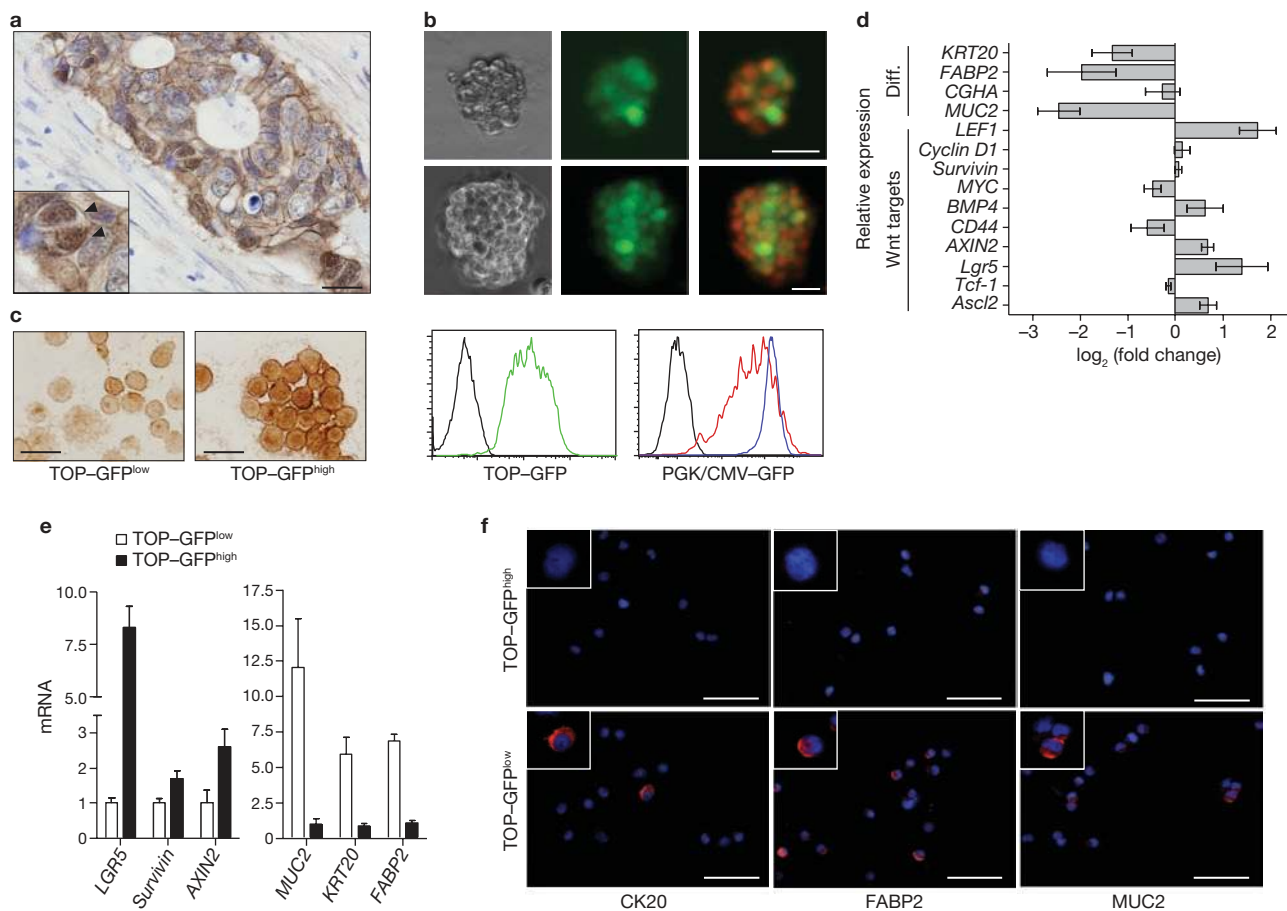 a
b
TOP–GFP
PGK/CMV–GFP
c
TOP–GFPlow
TOP–GFPhigh
d
Relative expression
Diff.
Wnt targets
KRT20
FABP2
CGHA
MUC2
LEF1
Cyclin D1
Survivin
MYC
BMP4
CD44
AXIN2
Lgr5
Tcf-1
Ascl2
–3 –2 –1 0 1 2
log2 (fold change)
e
TOP–GFPlow
TOP–GFPhigh
mRNA
10.0
7.5
5.0
3
2
1
0
LGR5 Survivin AXIN2
17.5
15.0
12.5
10.0
7.5
5.0
2.5
0
MUC2 KRT20 FABP2
f
TOP–GFPhigh
TOP–GFPlow
CK20 FABP2 MUC2